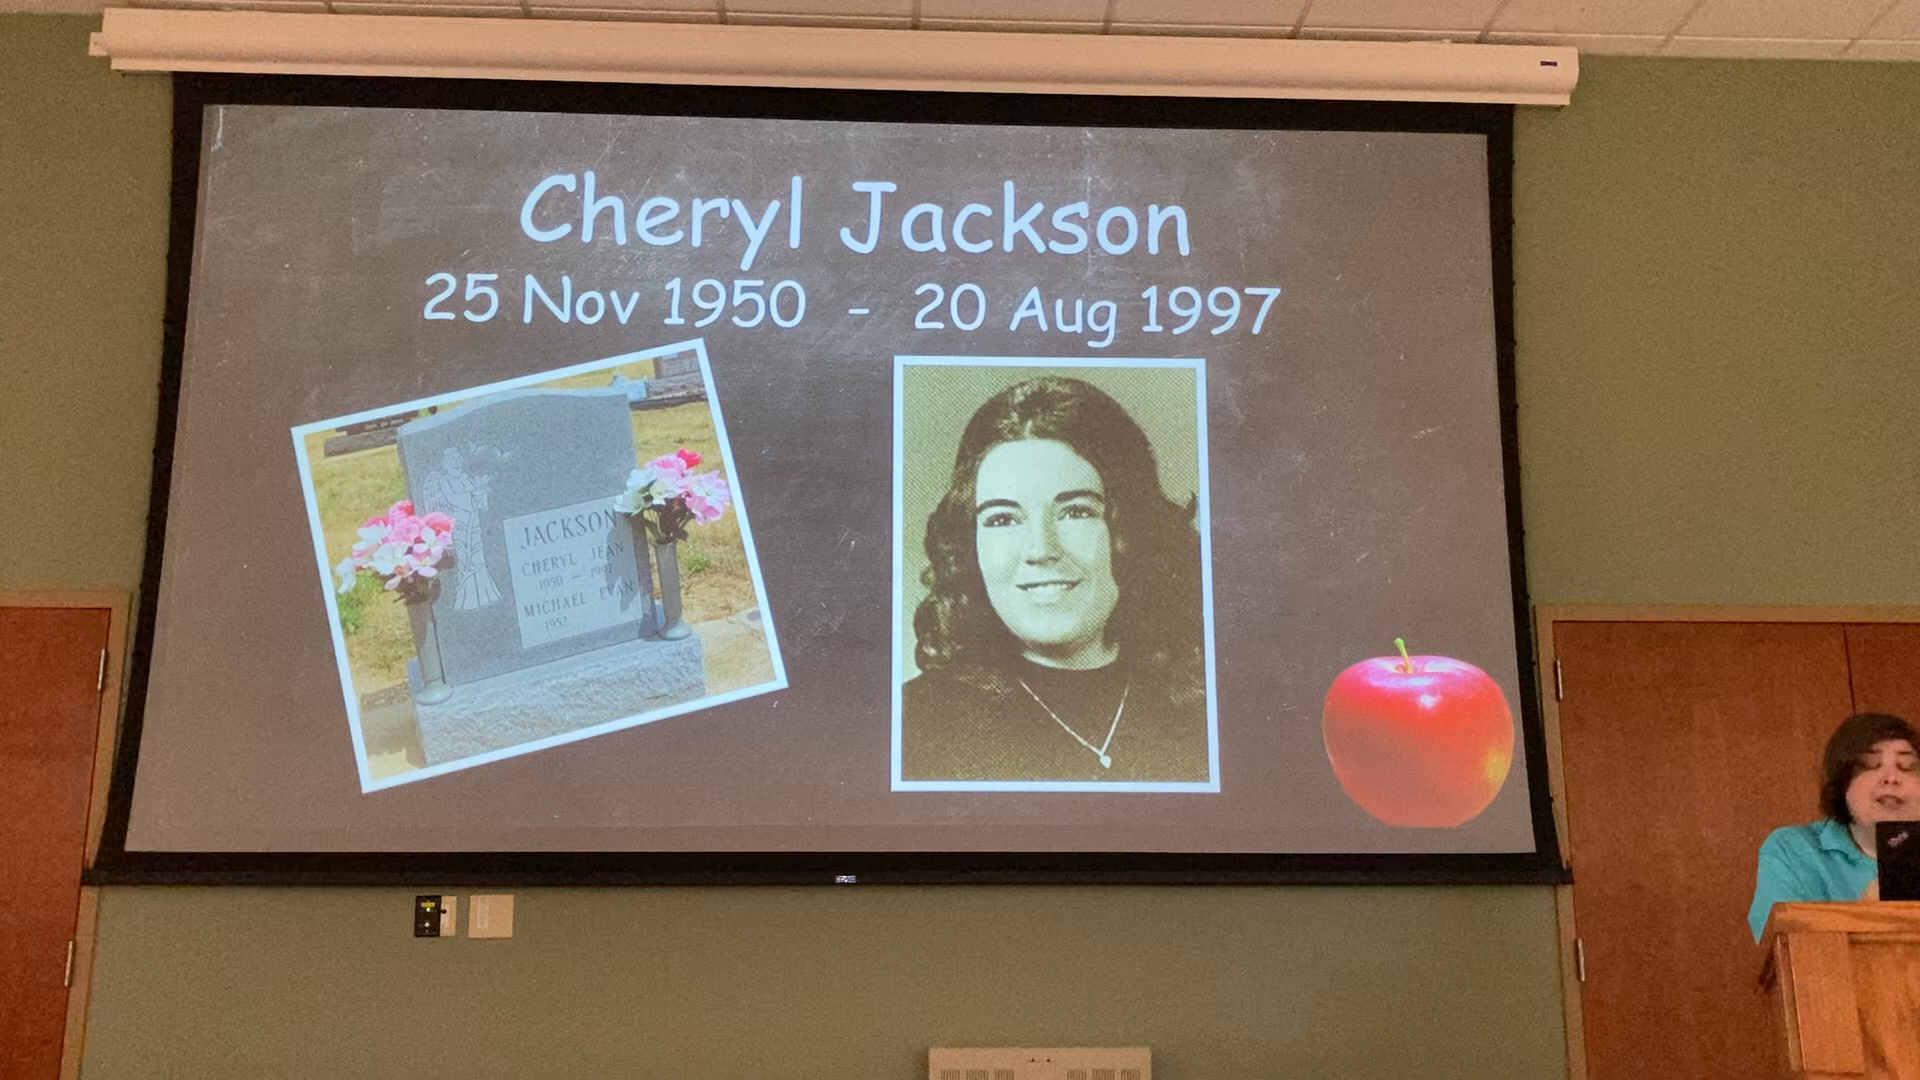 Cheryl Jackson
25 Nov 1950 - 20 Aug 1997
JACKSON
CHERYL JEAN
1950 – 1997
MICHAEL EVAN
1952